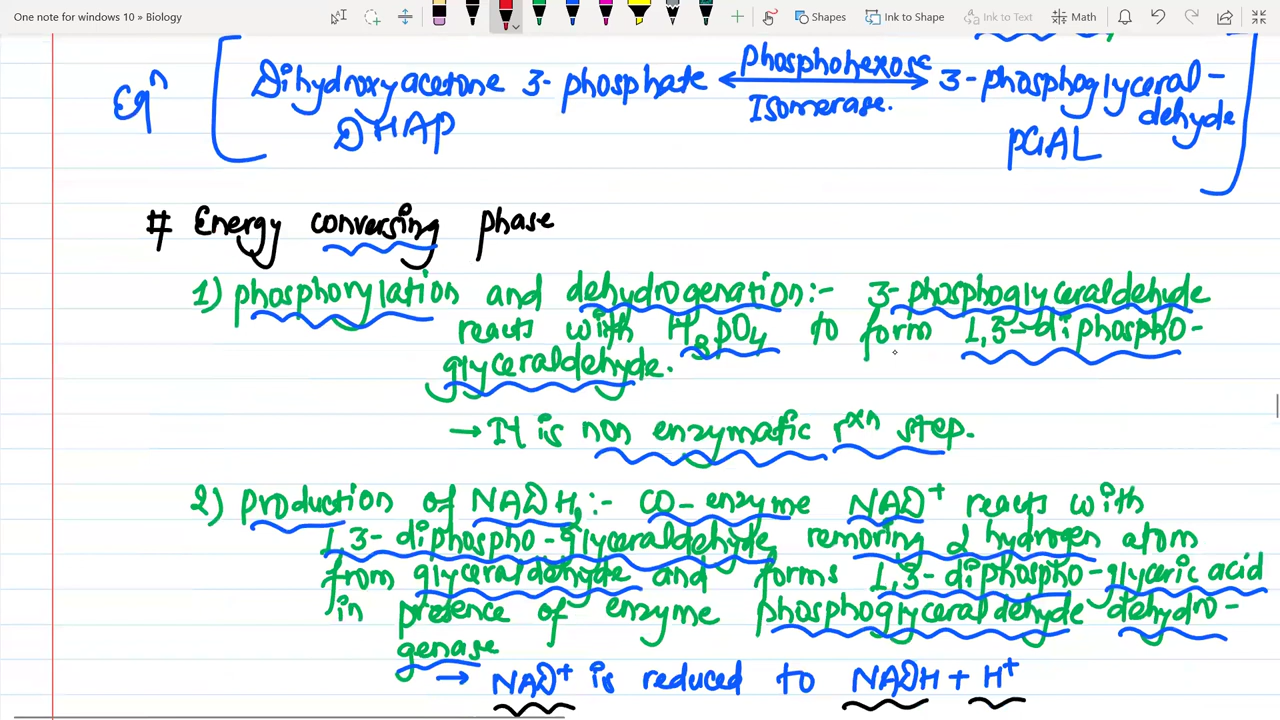 One note for windows 10 » Biology
Shapes Ink to Shape Ink to Text Math
Eqn Dihydroxyacetone 3-phosphate Phosphohexose Isomerase. 3-phosphoglyceral-
dehyde
DHAP PGAL
# Energy conversing phase
1) phosphorylation and dehydrogenation:- 3-phosphoglyceraldehyde
reacts with H3PO4 to form 1,3-diphospho-
glyceraldehyde.
→ It is non enzymatic rxn step.
2) production of NADH2:- CO-enzyme NAD+ reacts with
1,3-diphospho-glyceraldehyde removing 2 hydrogen atom
from glyceraldehyde and forms 1,3-diphospho-glyceric acid
in presence of enzyme phosphoglyceraldehyde dehydro-
genase
→ NAD+ is reduced to NADH + H+